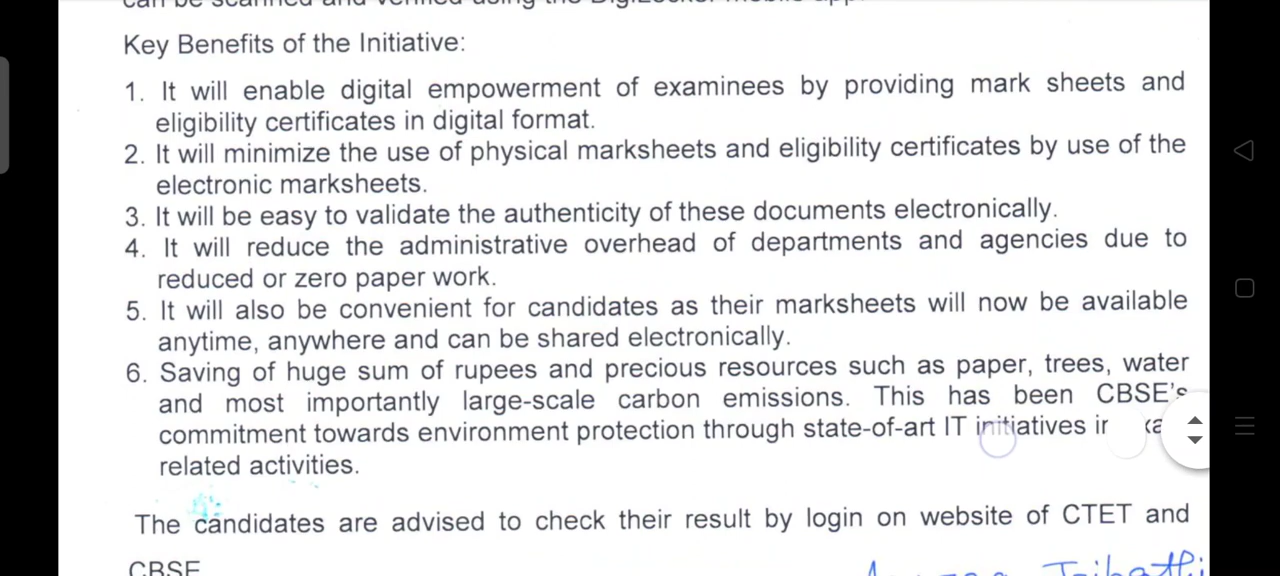 Key Benefits of the Initiative:
1. It will enable digital empowerment of examinees by providing mark sheets and
eligibility certificates in digital format.
2. It will minimize the use of physical marksheets and eligibility certificates by use of the
electronic marksheets.
3. It will be easy to validate the authenticity of these documents electronically.
4. It will reduce the administrative overhead of departments and agencies due to
reduced or zero paper work.
5. It will also be convenient for candidates as their marksheets will now be available
anytime, anywhere and can be shared electronically.
6. Saving of huge sum of rupees and precious resources such as paper, trees, water
and most importantly large-scale carbon emissions. This has been CBSE's
commitment towards environment protection through state-of-art IT initiatives
related activities.
The candidates are advised to check their result by login on website of CTET and
CBSE